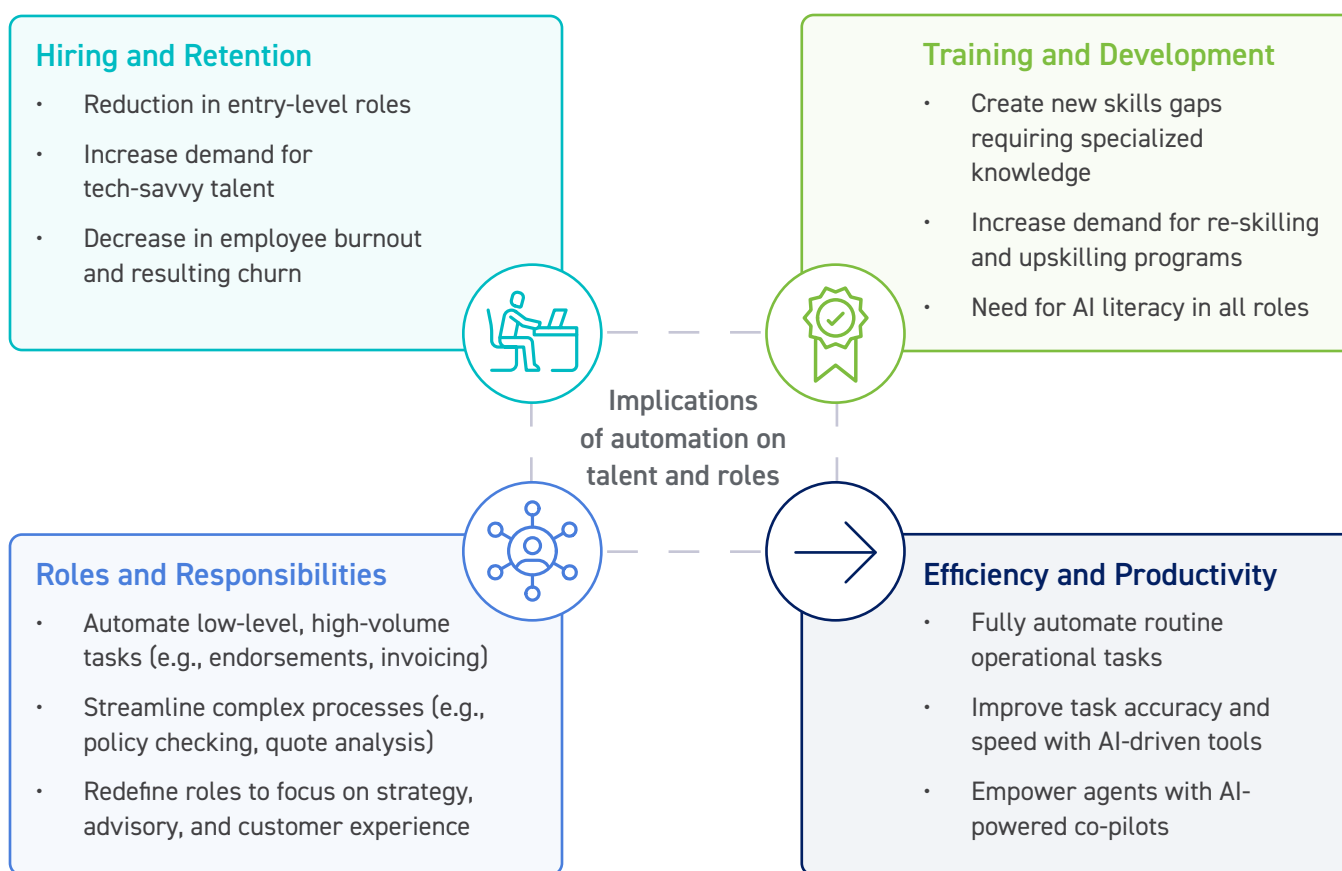 Hiring and Retention
• Reduction in entry-level roles
• Increase demand for
tech-savvy talent
• Decrease in employee burnout
and resulting churn
Training and Development
• Create new skills gaps
requiring specialized
knowledge
• Increase demand for re-skilling
and upskilling programs
• Need for AI literacy in all roles
Implications
of automation on
talent and roles
Roles and Responsibilities
• Automate low-level, high-volume
tasks (e.g., endorsements, invoicing)
• Streamline complex processes (e.g.,
policy checking, quote analysis)
• Redefine roles to focus on strategy,
advisory, and customer experience
Efficiency and Productivity
• Fully automate routine
operational tasks
• Improve task accuracy and
speed with AI-driven tools
• Empower agents with AI-
powered co-pilots